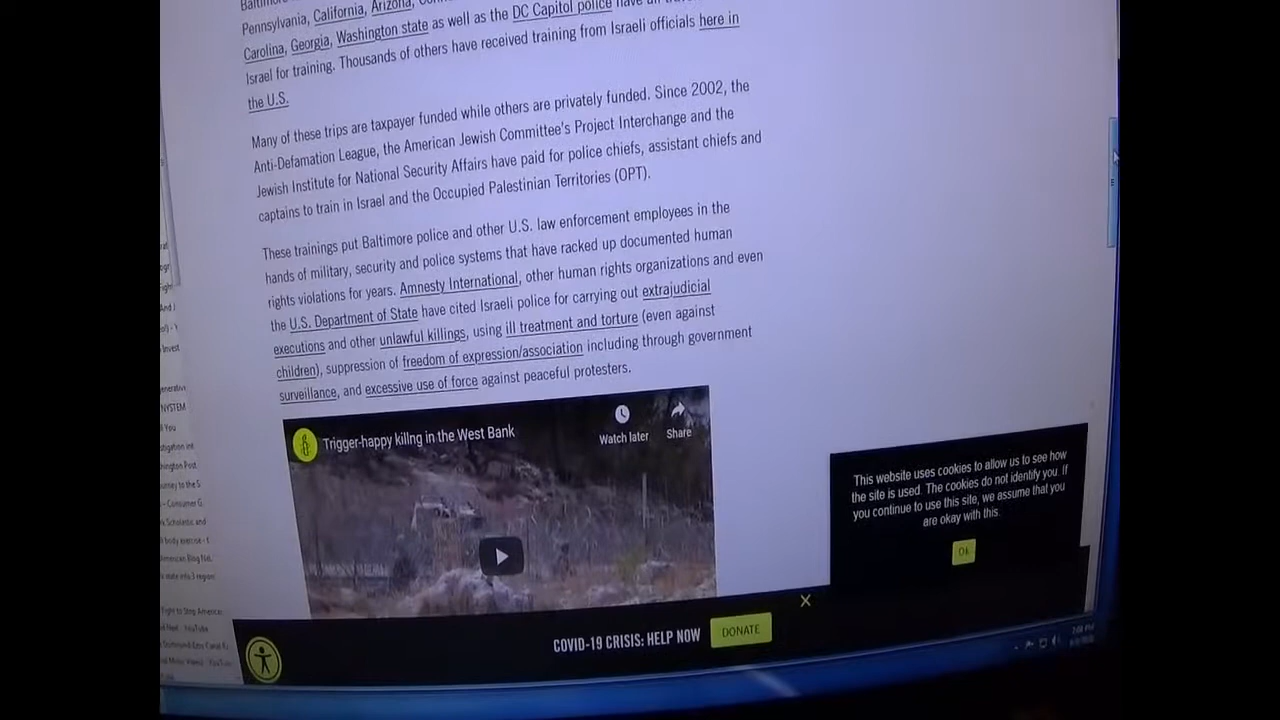 Pennsylvania, California, Arizona,
Carolina, Georgia, Washington state as well as the DC Capitol police have all
Israel for training. Thousands of others have received training from Israeli officials here in
the U.S.
Many of these trips are taxpayer funded while others are privately funded. Since 2002, the
Anti-Defamation League, the American Jewish Committee's Project Interchange and the
Jewish Institute for National Security Affairs have paid for police chiefs, assistant chiefs and
captains to train in Israel and the Occupied Palestinian Territories (OPT).
These trainings put Baltimore police and other U.S. law enforcement employees in the
hands of military, security and police systems that have racked up documented human
rights violations for years. Amnesty International, other human rights organizations and even
the U.S. Department of State have cited Israeli police for carrying out extrajudicial
executions and other unlawful killings, using ill treatment and torture (even against
children), suppression of freedom of expression/association including through government
surveillance, and excessive use of force against peaceful protesters.
Trigger-happy killng in the West Bank
Watch later
Share
This website uses cookies to allow us to see how
the site is used. The cookies do not identify you. If
you continue to use this site, we assume that you
are okay with this.
Ok
COVID-19 CRISIS: HELP NOW
DONATE